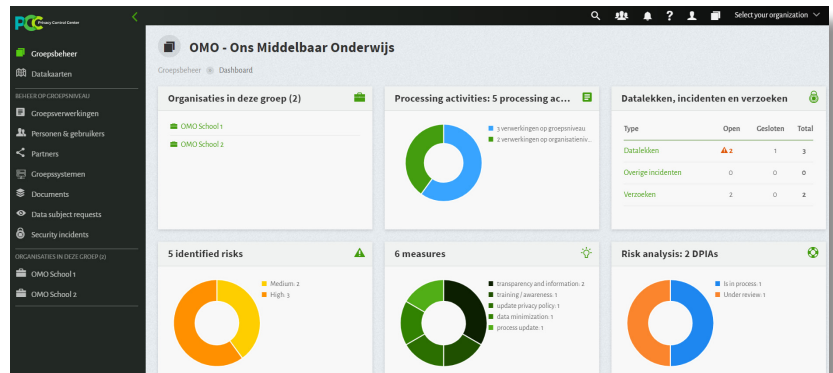 PCC Privacy Control Center
Select your organization
Groepsbeheer
Datakaarten
BEHEER OP GROEPSNIVEAU
Groepsverwerkingen
Personen & gebruikers
Partners
Groepssystemen
Documents
Data subject requests
Security incidents
ORGANISATIES IN DEZE GROEP (2)
OMO School 1
OMO School 2
OMO - Ons Middelbaar Onderwijs
Groepsbeheer Dashboard
Organisaties in deze groep (2)
OMO School 1
OMO School 2
Processing activities: 5 processing ac...
3 verwerkingen op groepsniveau
2 verwerkingen op organisatieniv...
Datalekken, incidenten en verzoeken
Type Open Gesloten Total
Datalekken 2 1 3
Overige incidenten 0 0 0
Verzoeken 2 0 2
5 identified risks
Medium: 2
High: 3
6 measures
transparency and information: 2
training / awareness: 1
update privacy policy: 1
data minimization: 1
process update: 1
Risk analysis: 2 DPIAs
Is in process: 1
Under review: 1